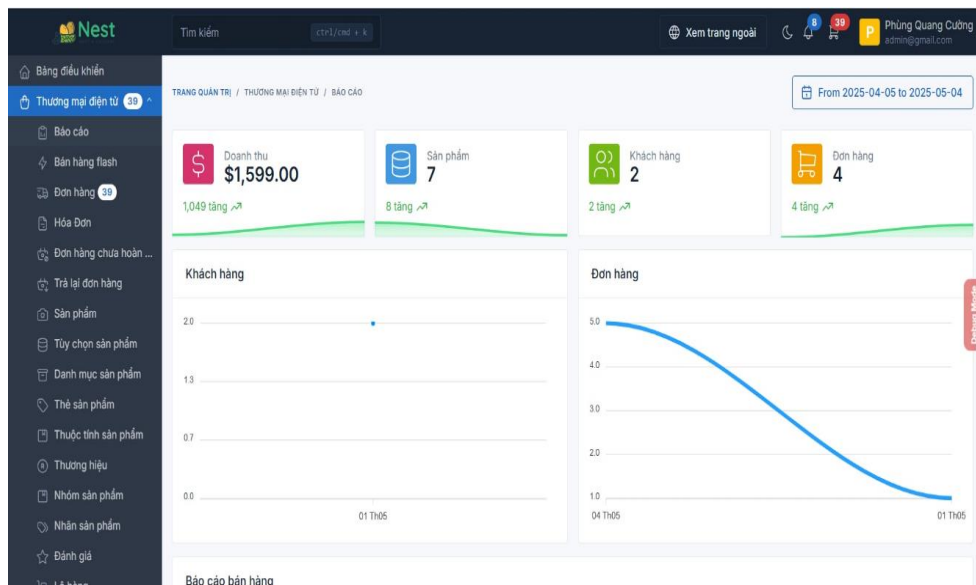 Nest
Tìm kiếm
ctrl/cmd + k
Xem trang ngoài
8
39
P
Phùng Quang Cường
admin@gmail.com
Bảng điều khiển
Thương mại điện tử 39
Báo cáo
Bán hàng flash
Đơn hàng 39
Hóa Đơn
Đơn hàng chưa hoàn ...
Trả lại đơn hàng
Sản phẩm
Tùy chọn sản phẩm
Danh mục sản phẩm
Thẻ sản phẩm
Thuộc tính sản phẩm
Thương hiệu
Nhóm sản phẩm
Nhãn sản phẩm
Đánh giá
TRANG QUẢN TRỊ / THƯƠNG MẠI ĐIỆN TỬ / BÁO CÁO
From 2025-04-05 to 2025-05-04
Doanh thu
$1,599.00
1,049 tăng
Sản phẩm
7
8 tăng
Khách hàng
2
2 tăng
Đơn hàng
4
4 tăng
Khách hàng
2.0
1.3
0.7
0.0
01 Th05
Đơn hàng
5.0
4.0
3.0
2.0
1.0
04 Th05
01 Th05
Debug Mode
Báo cáo bán hàng